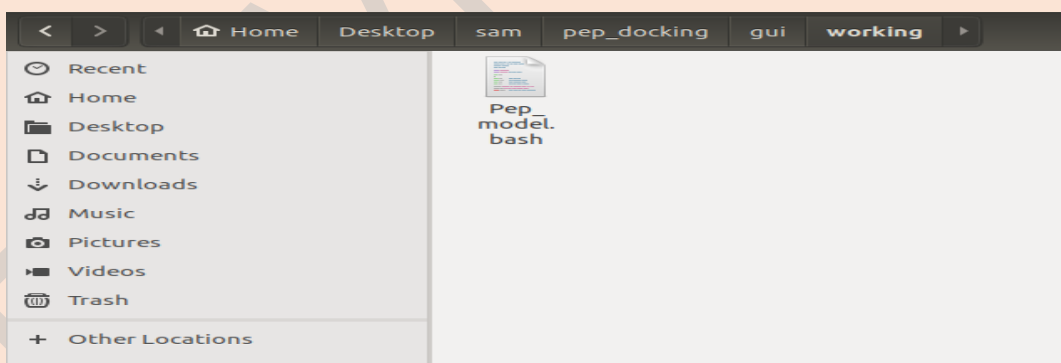 < > Home Desktop sam pep_docking gui working
Recent
Home
Desktop
Documents
Downloads
Music
Pictures
Videos
Trash
+ Other Locations
Pep_
model.
bash